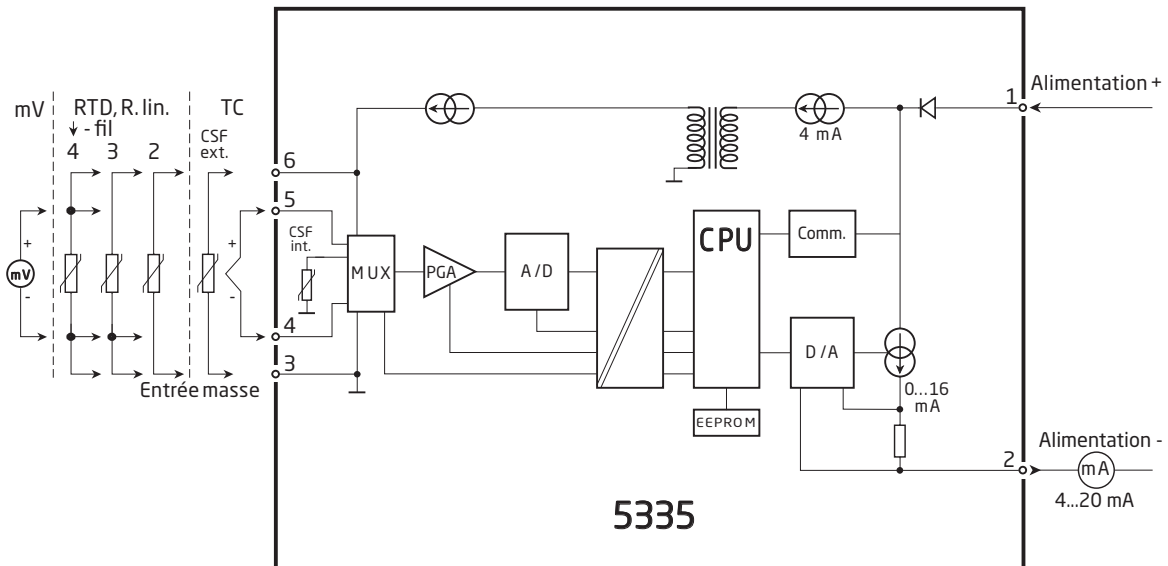 Alimentation +
1
mV
RTD, R. lin.
TC
- fil
4
3
2
CSF
ext.
4 mA
6
5
CSF
int.
CPU
Comm.
+
+
mV
MUX
PGA
A/D
-
-
4
D/A
3
Entrée masse
0...16
mA
EEPROM
Alimentation -
2
mA
4...20 mA
5335